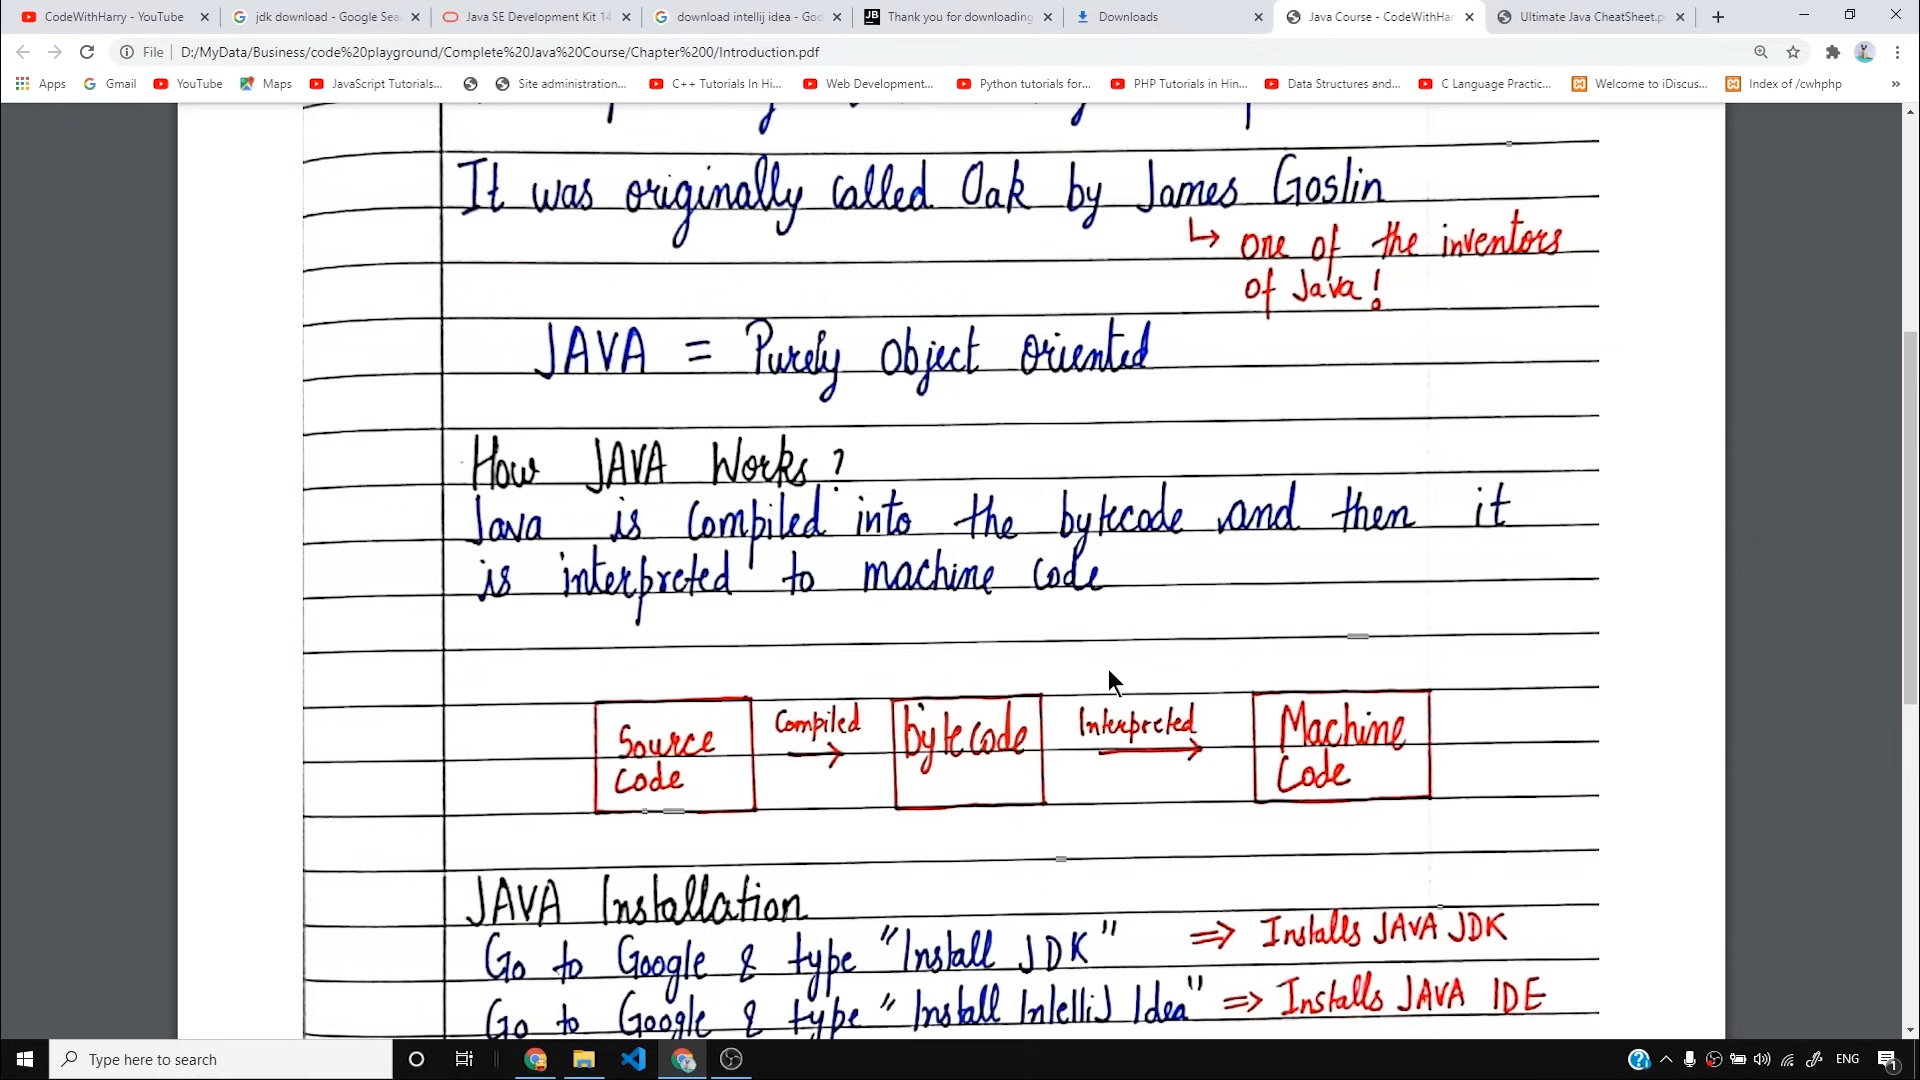 CodeWithHarry - YouTube
jdk download - Google Sea
Java SE Development Kit 14
download intellij idea - Goo
Thank you for downloading
Downloads
Java Course - CodeWithHar
Ultimate Java CheatSheet.p
File | D:/MyData/Business/code%20playground/Complete%20Java%20Course/Chapter%200/Introduction.pdf
Apps
Gmail
YouTube
Maps
JavaScript Tutorials...
Site administration...
C++ Tutorials In Hi...
Web Development...
Python tutorials for...
PHP Tutorials in Hin...
Data Structures and...
C Language Practic...
Welcome to iDiscus...
Index of /cwhphp
It was originally called Oak by James Goslin
↳ one of the inventors
of Java!
JAVA = Purely Object oriented
How JAVA Works?
Java is compiled into the bytecode and then it
is interpreted to machine code
Source
Code
Compiled
bytecode
Interpreted
Machine
Code
JAVA Installation
Go to Google & type "Install JDK" ⇒ Installs JAVA JDK
Go to Google & type "Install IntelliJ Idea" ⇒ Installs JAVA IDE
Type here to search
ENG